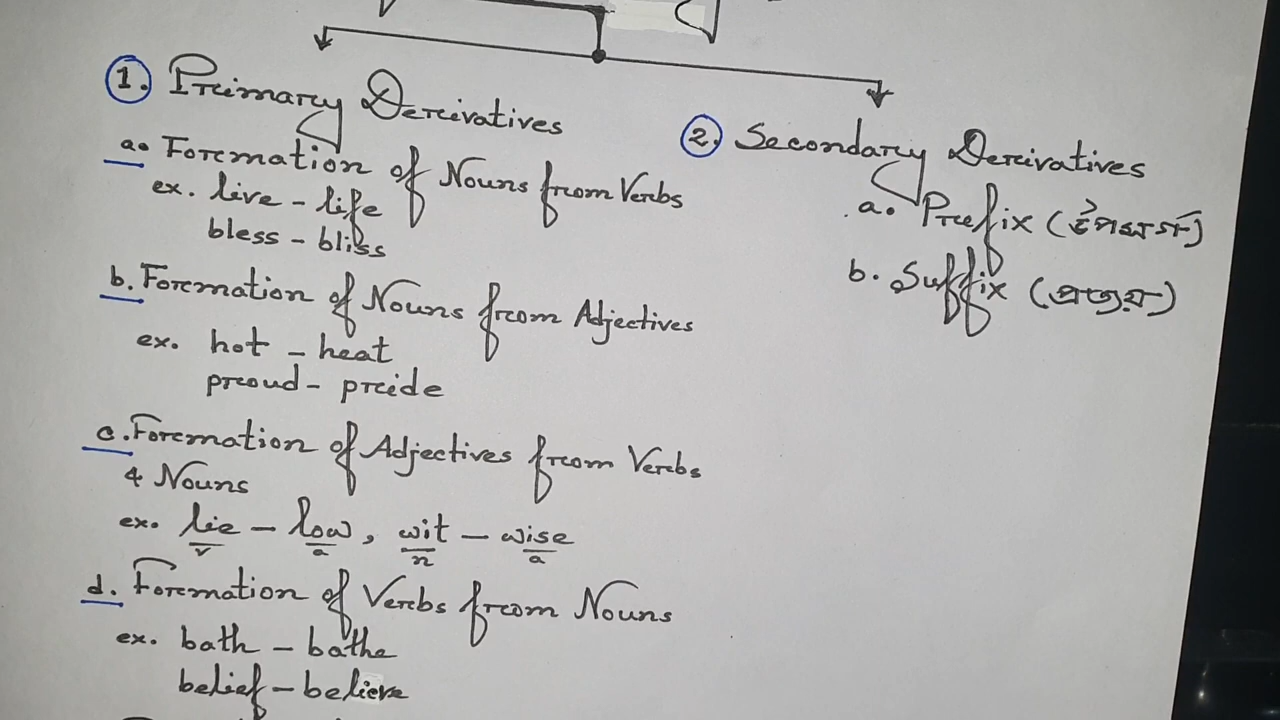 1. Primary Derivatives
a. Formation of Nouns from Verbs
ex. live - life
bless - bliss
b. Formation of Nouns from Adjectives
ex. hot - heat
proud - pride
c. Formation of Adjectives from Verbs
& Nouns
ex. lie - low, wit - wise
v a n a
d. Formation of Verbs from Nouns
ex. bath - bathe
belief - believe
2. Secondary Derivatives
a. Prefix (উপসর্গ)
b. Suffix (প্রত্যয়)